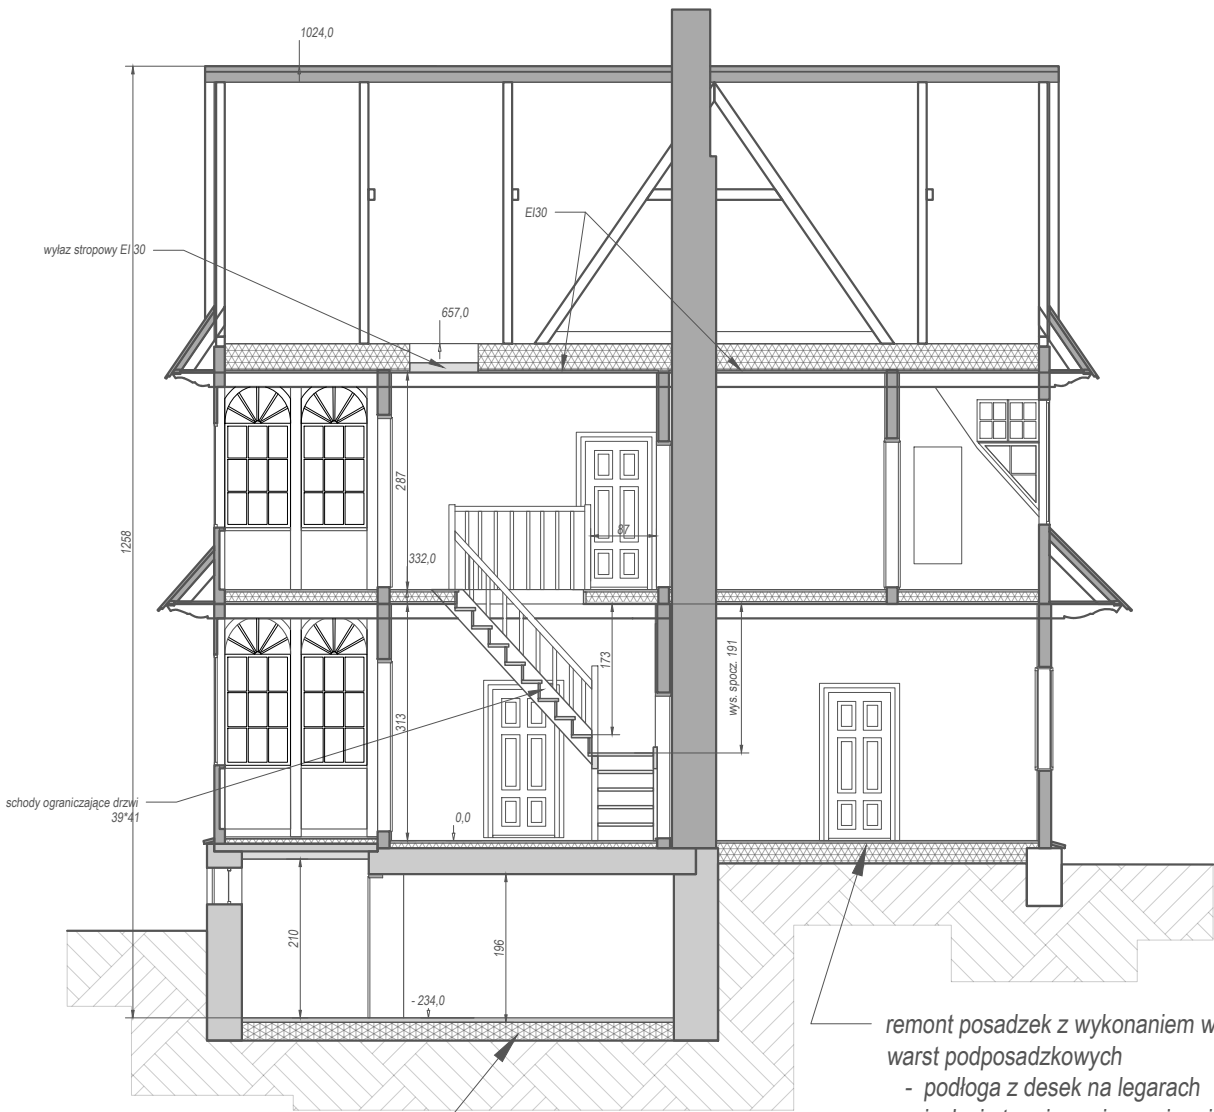 1024,0
EI30
wyłaz stropowy EI 30
657,0
287
1258
87
332,0
173
wys. spocz. 191
313
schody ograniczające drzwi
39*41
0,0
210
196
- 234,0
remont posadzek z wykonaniem w
warst podposadzkowych
- podłoga z desek na legarach